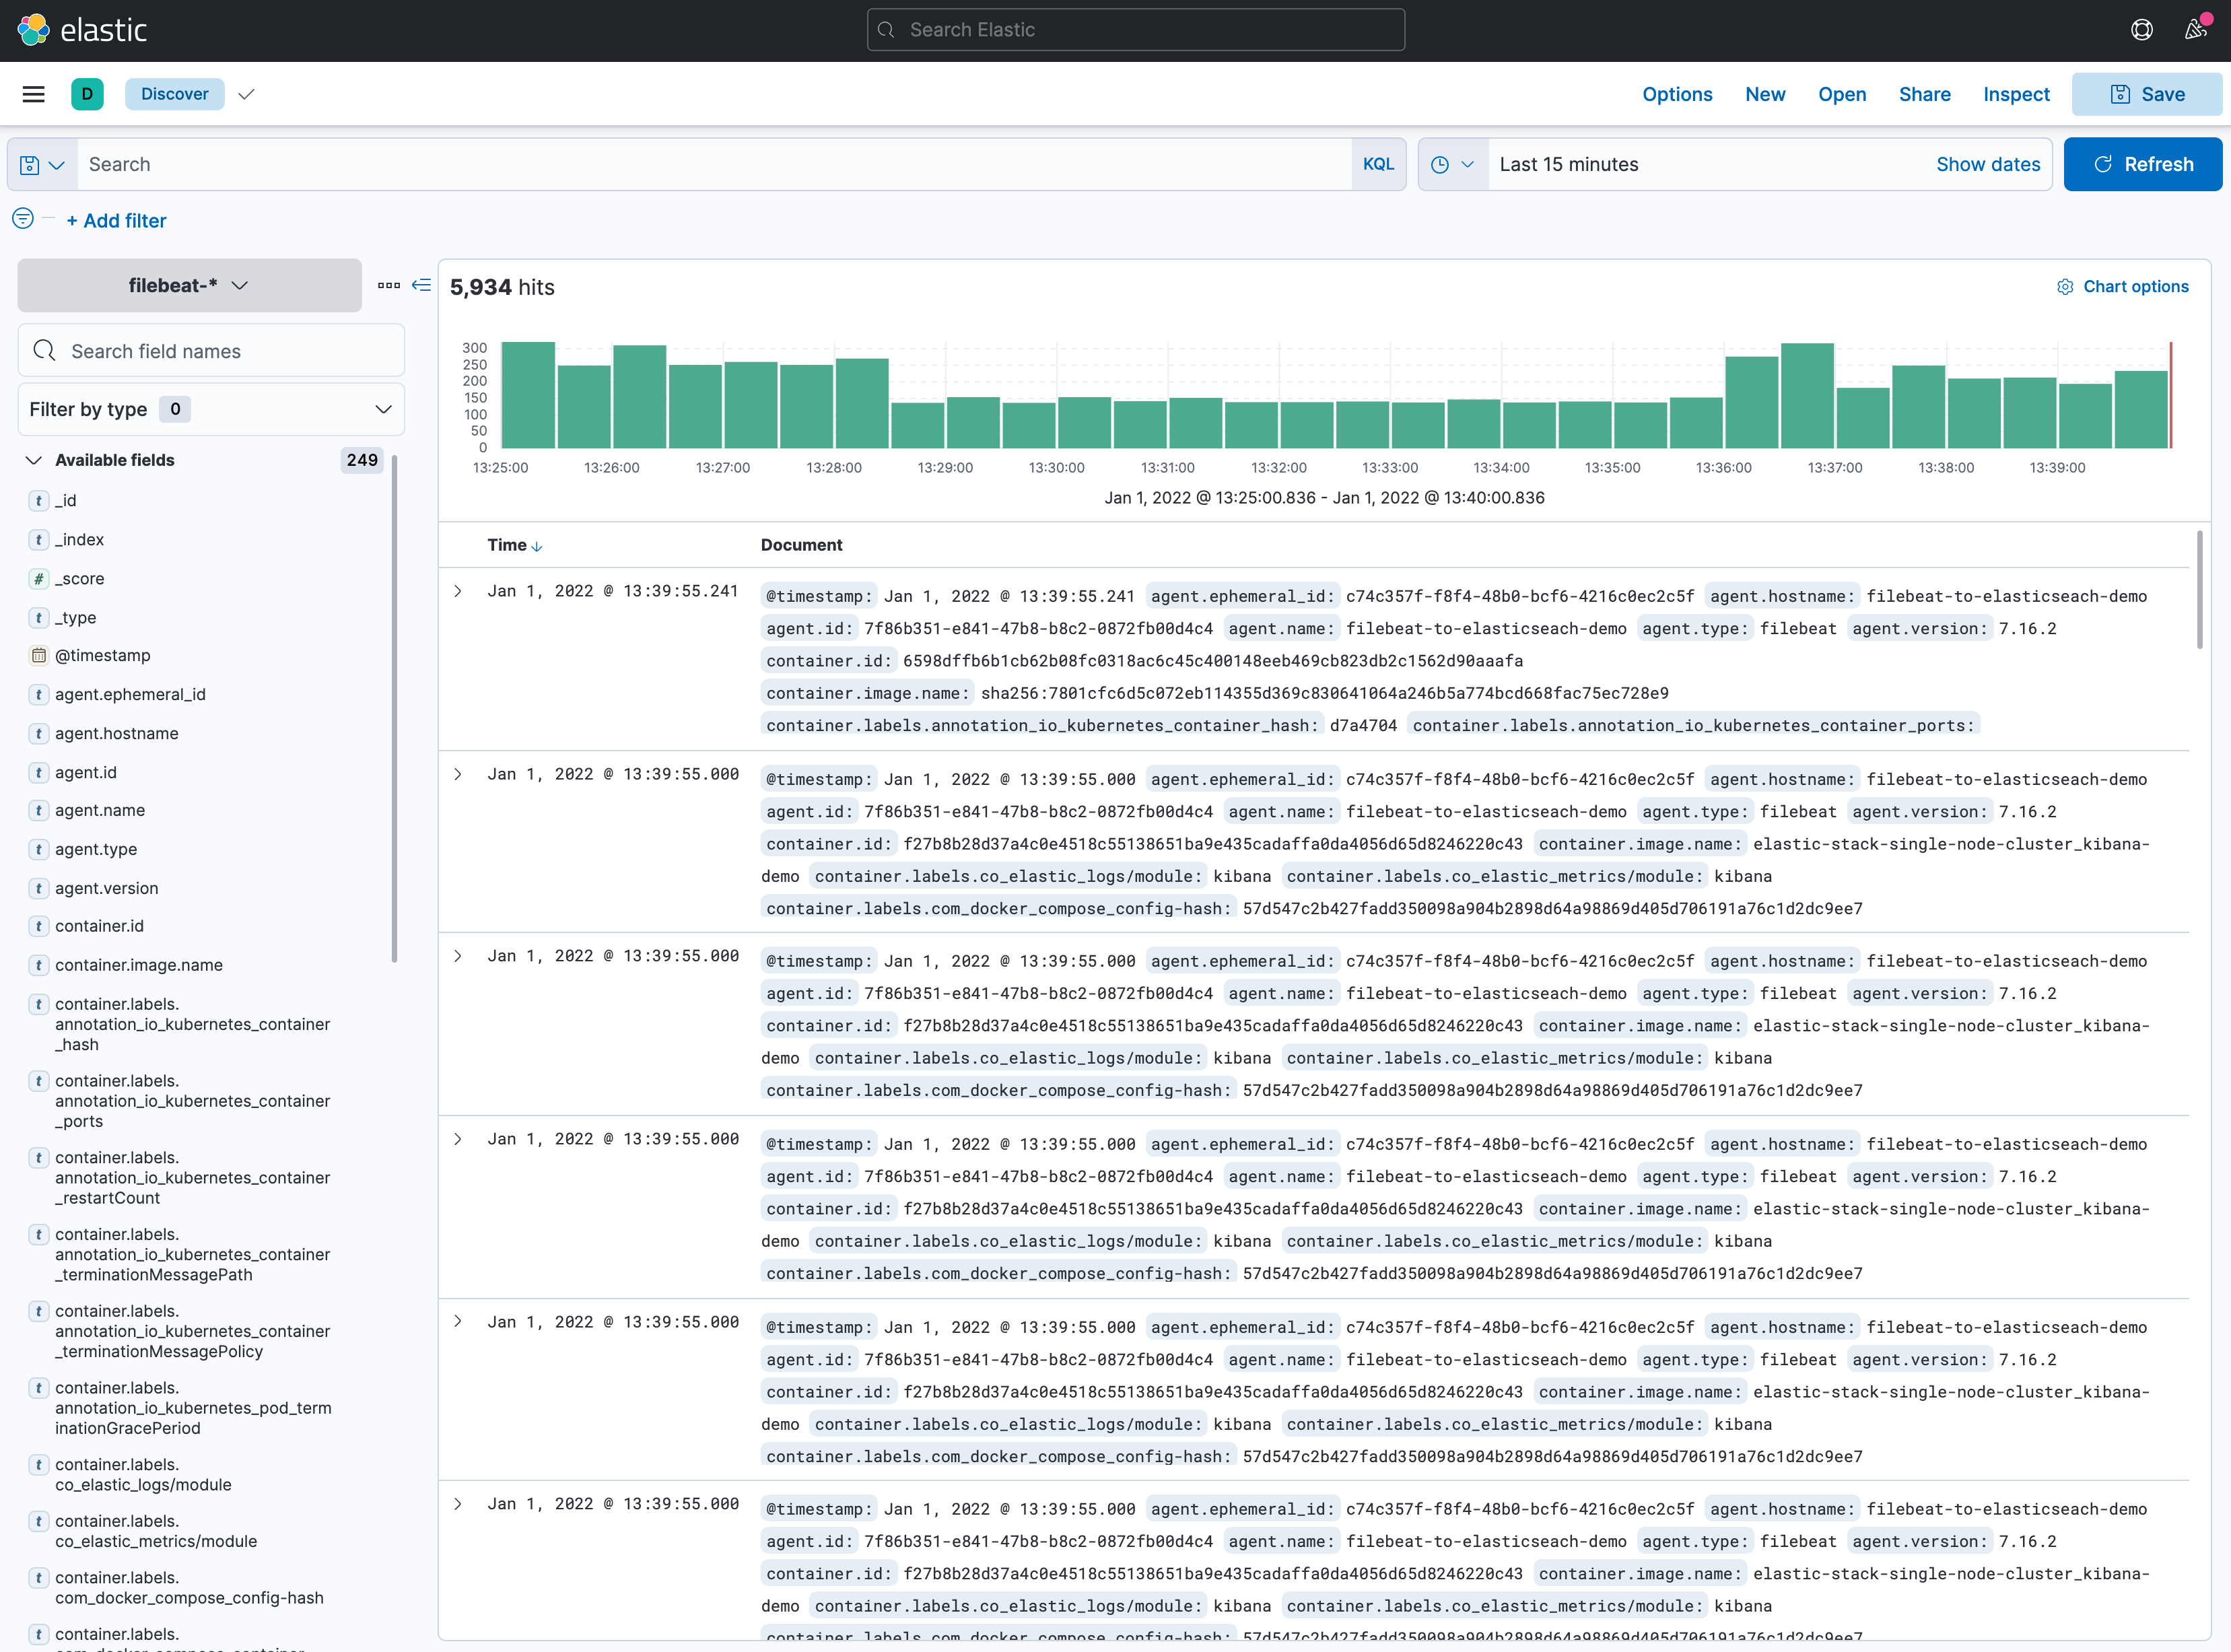 elastic
Search Elastic
D
Discover
Options
New
Open
Share
Inspect
Save
Search
KQL
Last 15 minutes
Show dates
Refresh
+ Add filter
filebeat-*
Search field names
Filter by type 0
Available fields 249
t _id
t _index
# _score
t _type
@timestamp
t agent.ephemeral_id
t agent.hostname
t agent.id
t agent.name
t agent.type
t agent.version
t container.id
t container.image.name
t container.labels.
annotation_io_kubernetes_container
_hash
t container.labels.
annotation_io_kubernetes_container
_ports
t container.labels.
annotation_io_kubernetes_container
_restartCount
t container.labels.
annotation_io_kubernetes_container
_terminationMessagePath
t container.labels.
annotation_io_kubernetes_container
_terminationMessagePolicy
t container.labels.
annotation_io_kubernetes_pod_term
inationGracePeriod
t container.labels.
co_elastic_logs/module
t container.labels.
co_elastic_metrics/module
t container.labels.
com_docker_compose_config-hash
t container.labels.
5,934 hits
Chart options
300
250
200
150
100
50
0
13:25:00 13:26:00 13:27:00 13:28:00 13:29:00 13:30:00 13:31:00 13:32:00 13:33:00 13:34:00 13:35:00 13:36:00 13:37:00 13:38:00 13:39:00
Jan 1, 2022 @ 13:25:00.836 - Jan 1, 2022 @ 13:40:00.836
Time Document
Jan 1, 2022 @ 13:39:55.241 @timestamp: Jan 1, 2022 @ 13:39:55.241 agent.ephemeral_id: c74c357f-f8f4-48b0-bcf6-4216c0ec2c5f agent.hostname: filebeat-to-elasticseach-demo
agent.id: 7f86b351-e841-47b8-b8c2-0872fb00d4c4 agent.name: filebeat-to-elasticseach-demo agent.type: filebeat agent.version: 7.16.2
container.id: 6598dffb6b1cb62b08fc0318ac6c45c400148eeb469cb823db2c1562d90aaafa
container.image.name: sha256:7801cfc6d5c072eb114355d369c830641064a246b5a774bcd668fac75ec728e9
container.labels.annotation_io_kubernetes_container_hash: d7a4704 container.labels.annotation_io_kubernetes_container_ports:
Jan 1, 2022 @ 13:39:55.000 @timestamp: Jan 1, 2022 @ 13:39:55.000 agent.ephemeral_id: c74c357f-f8f4-48b0-bcf6-4216c0ec2c5f agent.hostname: filebeat-to-elasticseach-demo
agent.id: 7f86b351-e841-47b8-b8c2-0872fb00d4c4 agent.name: filebeat-to-elasticseach-demo agent.type: filebeat agent.version: 7.16.2
container.id: f27b8b28d37a4c0e4518c55138651ba9e435cadaffa0da4056d65d8246220c43 container.image.name: elastic-stack-single-node-cluster_kibana-
demo container.labels.co_elastic_logs/module: kibana container.labels.co_elastic_metrics/module: kibana
container.labels.com_docker_compose_config-hash: 57d547c2b427fadd350098a904b2898d64a98869d405d706191a76c1d2dc9ee7
Jan 1, 2022 @ 13:39:55.000 @timestamp: Jan 1, 2022 @ 13:39:55.000 agent.ephemeral_id: c74c357f-f8f4-48b0-bcf6-4216c0ec2c5f agent.hostname: filebeat-to-elasticseach-demo
agent.id: 7f86b351-e841-47b8-b8c2-0872fb00d4c4 agent.name: filebeat-to-elasticseach-demo agent.type: filebeat agent.version: 7.16.2
container.id: f27b8b28d37a4c0e4518c55138651ba9e435cadaffa0da4056d65d8246220c43 container.image.name: elastic-stack-single-node-cluster_kibana-
demo container.labels.co_elastic_logs/module: kibana container.labels.co_elastic_metrics/module: kibana
container.labels.com_docker_compose_config-hash: 57d547c2b427fadd350098a904b2898d64a98869d405d706191a76c1d2dc9ee7
Jan 1, 2022 @ 13:39:55.000 @timestamp: Jan 1, 2022 @ 13:39:55.000 agent.ephemeral_id: c74c357f-f8f4-48b0-bcf6-4216c0ec2c5f agent.hostname: filebeat-to-elasticseach-demo
agent.id: 7f86b351-e841-47b8-b8c2-0872fb00d4c4 agent.name: filebeat-to-elasticseach-demo agent.type: filebeat agent.version: 7.16.2
container.id: f27b8b28d37a4c0e4518c55138651ba9e435cadaffa0da4056d65d8246220c43 container.image.name: elastic-stack-single-node-cluster_kibana-
demo container.labels.co_elastic_logs/module: kibana container.labels.co_elastic_metrics/module: kibana
container.labels.com_docker_compose_config-hash: 57d547c2b427fadd350098a904b2898d64a98869d405d706191a76c1d2dc9ee7
Jan 1, 2022 @ 13:39:55.000 @timestamp: Jan 1, 2022 @ 13:39:55.000 agent.ephemeral_id: c74c357f-f8f4-48b0-bcf6-4216c0ec2c5f agent.hostname: filebeat-to-elasticseach-demo
agent.id: 7f86b351-e841-47b8-b8c2-0872fb00d4c4 agent.name: filebeat-to-elasticseach-demo agent.type: filebeat agent.version: 7.16.2
container.id: f27b8b28d37a4c0e4518c55138651ba9e435cadaffa0da4056d65d8246220c43 container.image.name: elastic-stack-single-node-cluster_kibana-
demo container.labels.co_elastic_logs/module: kibana container.labels.co_elastic_metrics/module: kibana
container.labels.com_docker_compose_config-hash: 57d547c2b427fadd350098a904b2898d64a98869d405d706191a76c1d2dc9ee7
Jan 1, 2022 @ 13:39:55.000 @timestamp: Jan 1, 2022 @ 13:39:55.000 agent.ephemeral_id: c74c357f-f8f4-48b0-bcf6-4216c0ec2c5f agent.hostname: filebeat-to-elasticseach-demo
agent.id: 7f86b351-e841-47b8-b8c2-0872fb00d4c4 agent.name: filebeat-to-elasticseach-demo agent.type: filebeat agent.version: 7.16.2
container.id: f27b8b28d37a4c0e4518c55138651ba9e435cadaffa0da4056d65d8246220c43 container.image.name: elastic-stack-single-node-cluster_kibana-
demo container.labels.co_elastic_logs/module: kibana container.labels.co_elastic_metrics/module: kibana